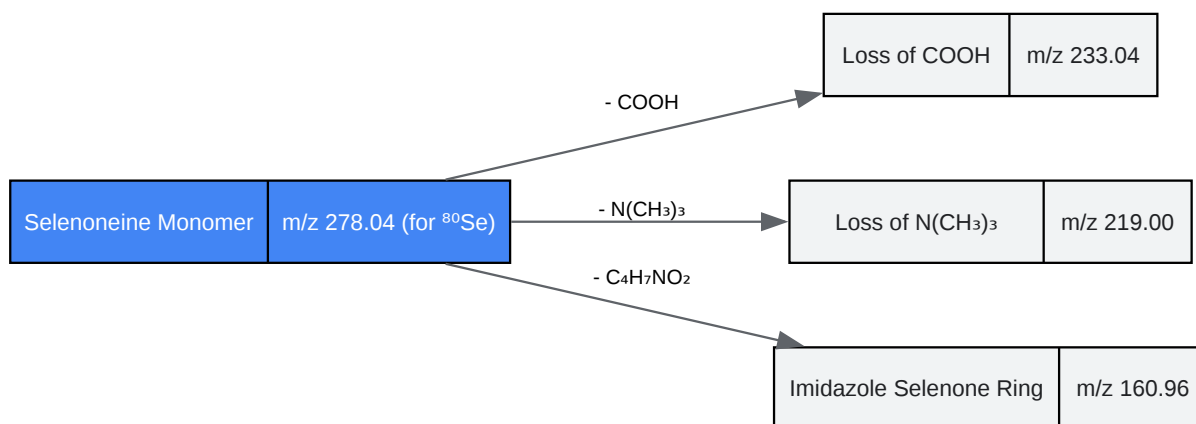 Loss of COOH m/z 233.04
- COOH
Selenoneine Monomer m/z 278.04 (for ⁸⁰Se)
- N(CH₃)₃
Loss of N(CH₃)₃ m/z 219.00
- C₄H₇NO₂
Imidazole Selenone Ring m/z 160.96